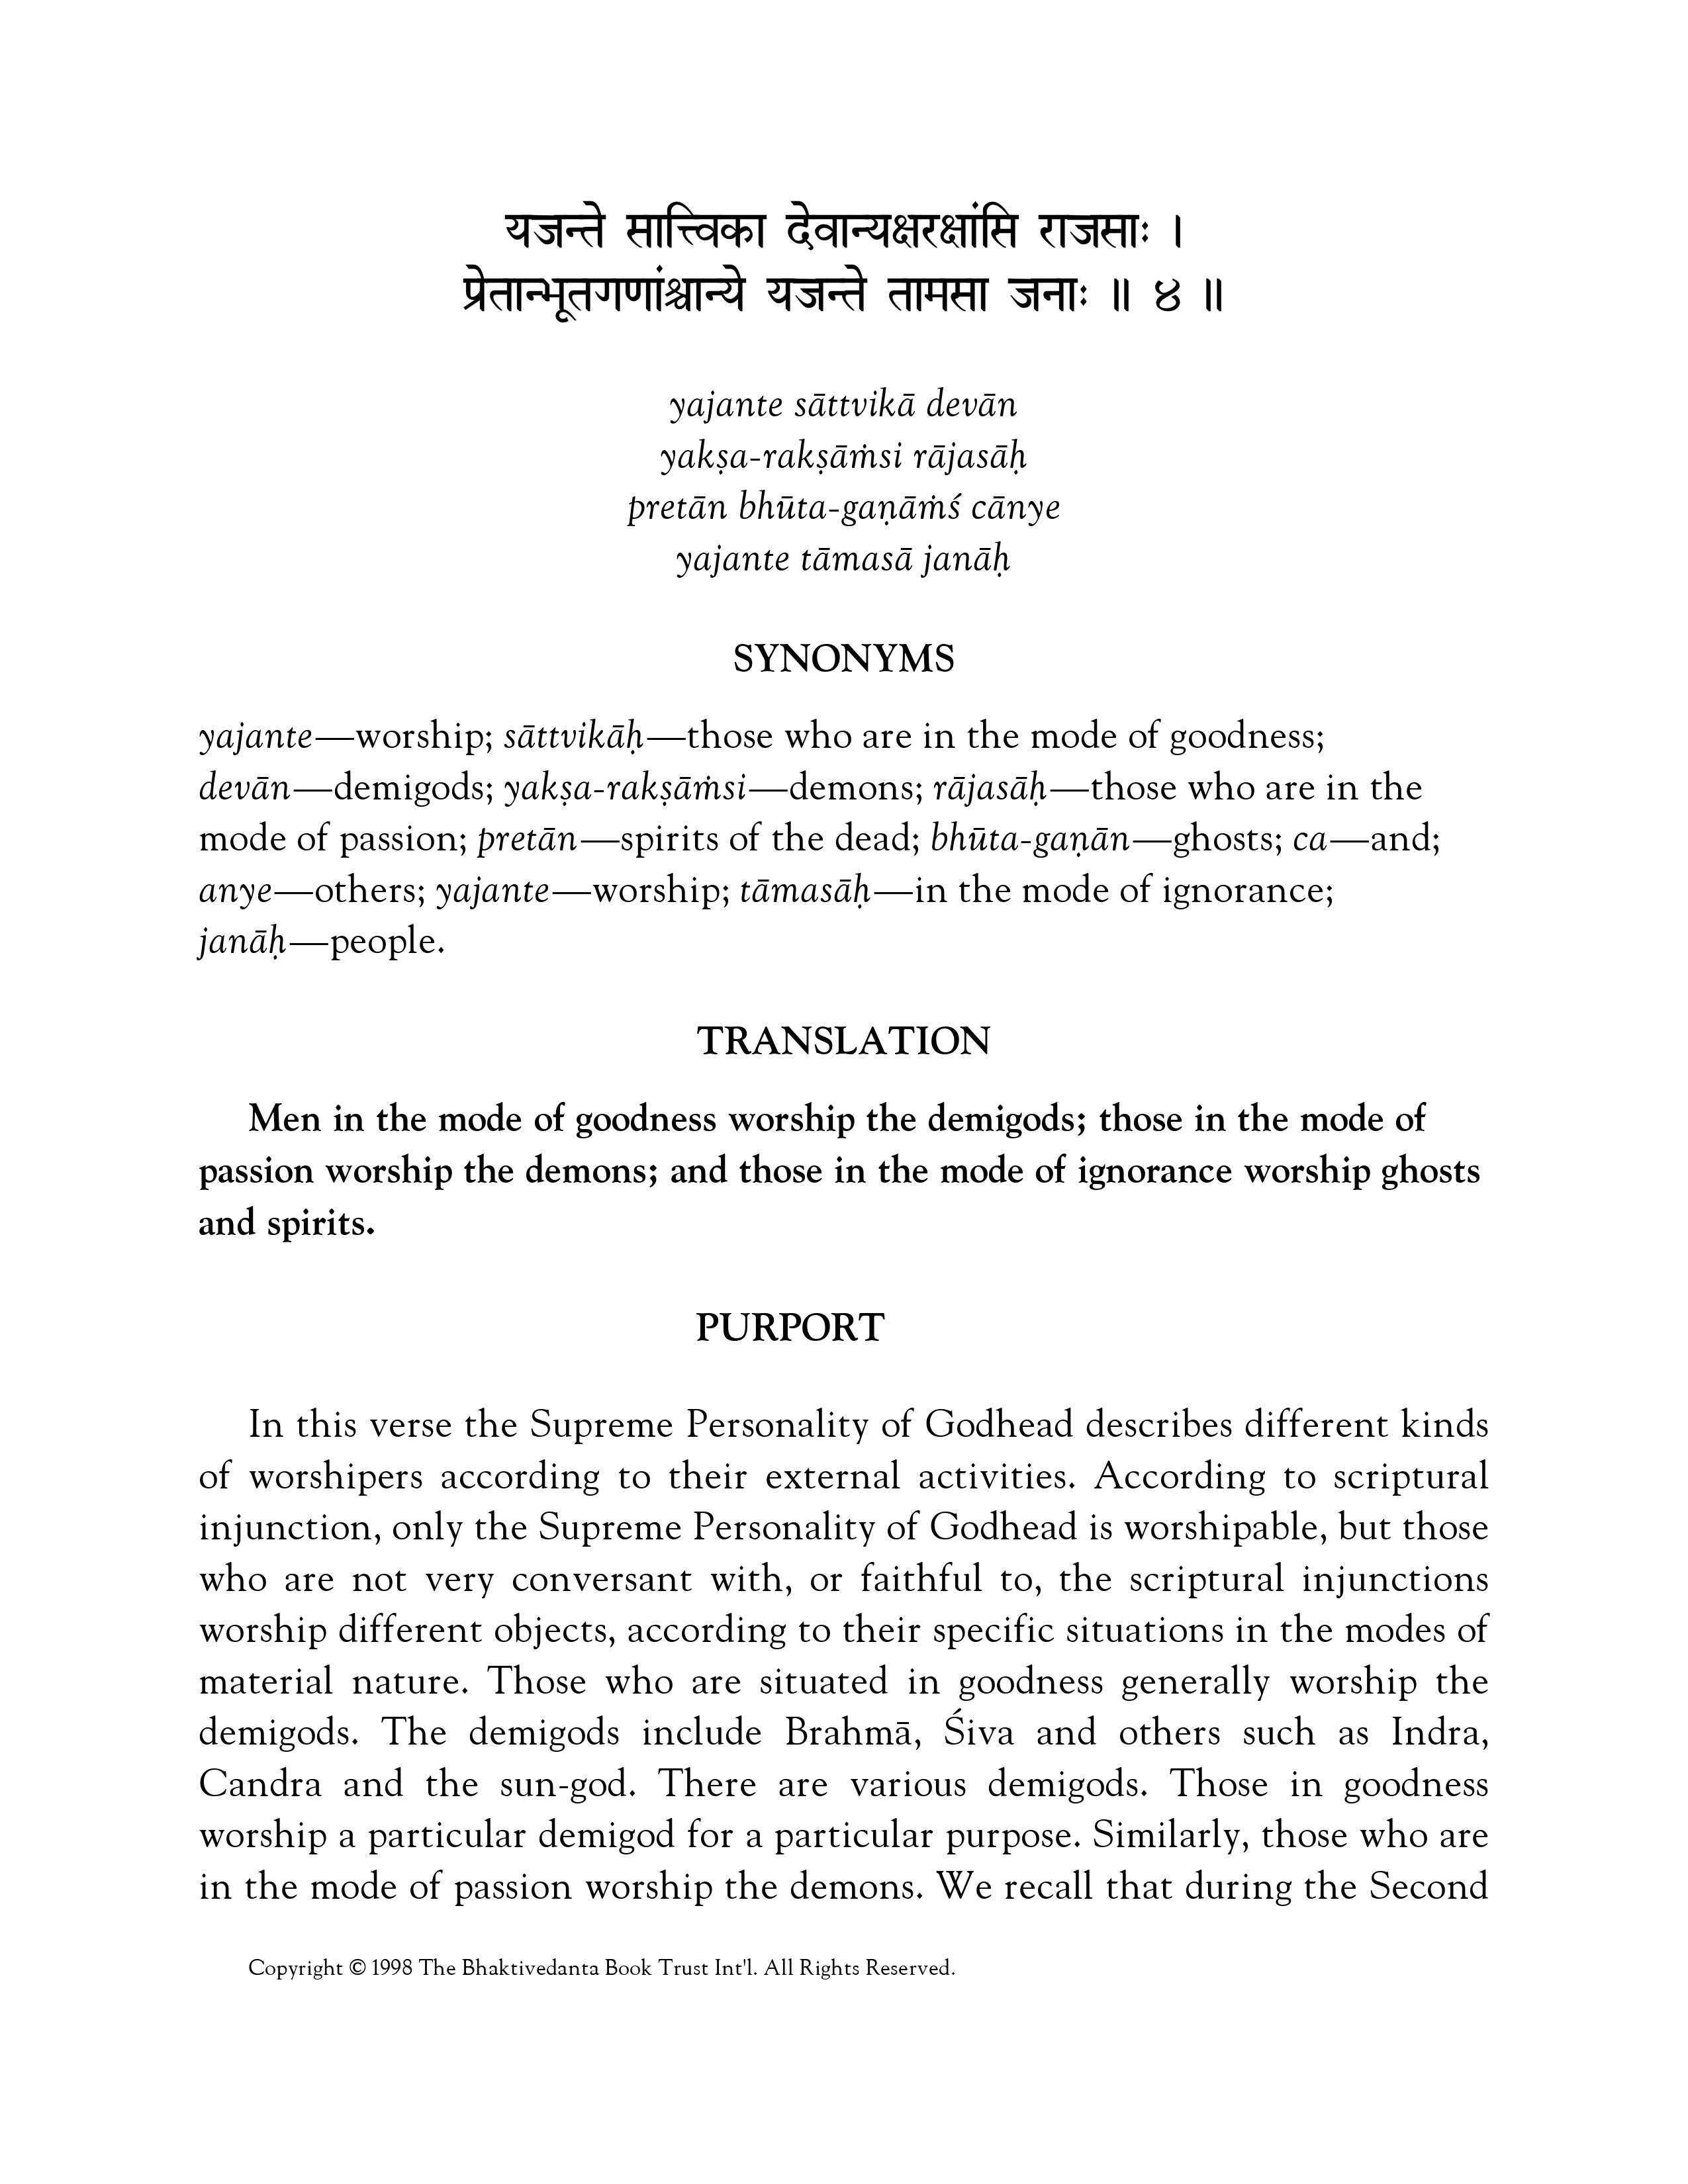 यजन्ते सात्त्विका देवान्यक्षरक्षांसि राजसाः ।
प्रेतान्भूतगणांश्चान्ये यजन्ते तामसा जनाः ॥ ४ ॥
yajante sāttvikā devān
yakṣa-rakṣāṁsi rājasāḥ
pretān bhūta-gaṇāṁś cānye
yajante tāmasā janāḥ
SYNONYMS
yajante—worship; sāttvikāḥ—those who are in the mode of goodness;
devān—demigods; yakṣa-rakṣāṁsi—demons; rājasāḥ—those who are in the
mode of passion; pretān—spirits of the dead; bhūta-gaṇān—ghosts; ca—and;
anye—others; yajante—worship; tāmasāḥ—in the mode of ignorance;
janāḥ—people.
TRANSLATION
Men in the mode of goodness worship the demigods; those in the mode of
passion worship the demons; and those in the mode of ignorance worship ghosts
and spirits.
PURPORT
In this verse the Supreme Personality of Godhead describes different kinds
of worshipers according to their external activities. According to scriptural
injunction, only the Supreme Personality of Godhead is worshipable, but those
who are not very conversant with, or faithful to, the scriptural injunctions
worship different objects, according to their specific situations in the modes of
material nature. Those who are situated in goodness generally worship the
demigods. The demigods include Brahmā, Śiva and others such as Indra,
Candra and the sun-god. There are various demigods. Those in goodness
worship a particular demigod for a particular purpose. Similarly, those who are
in the mode of passion worship the demons. We recall that during the Second
Copyright © 1998 The Bhaktivedanta Book Trust Int'l. All Rights Reserved.